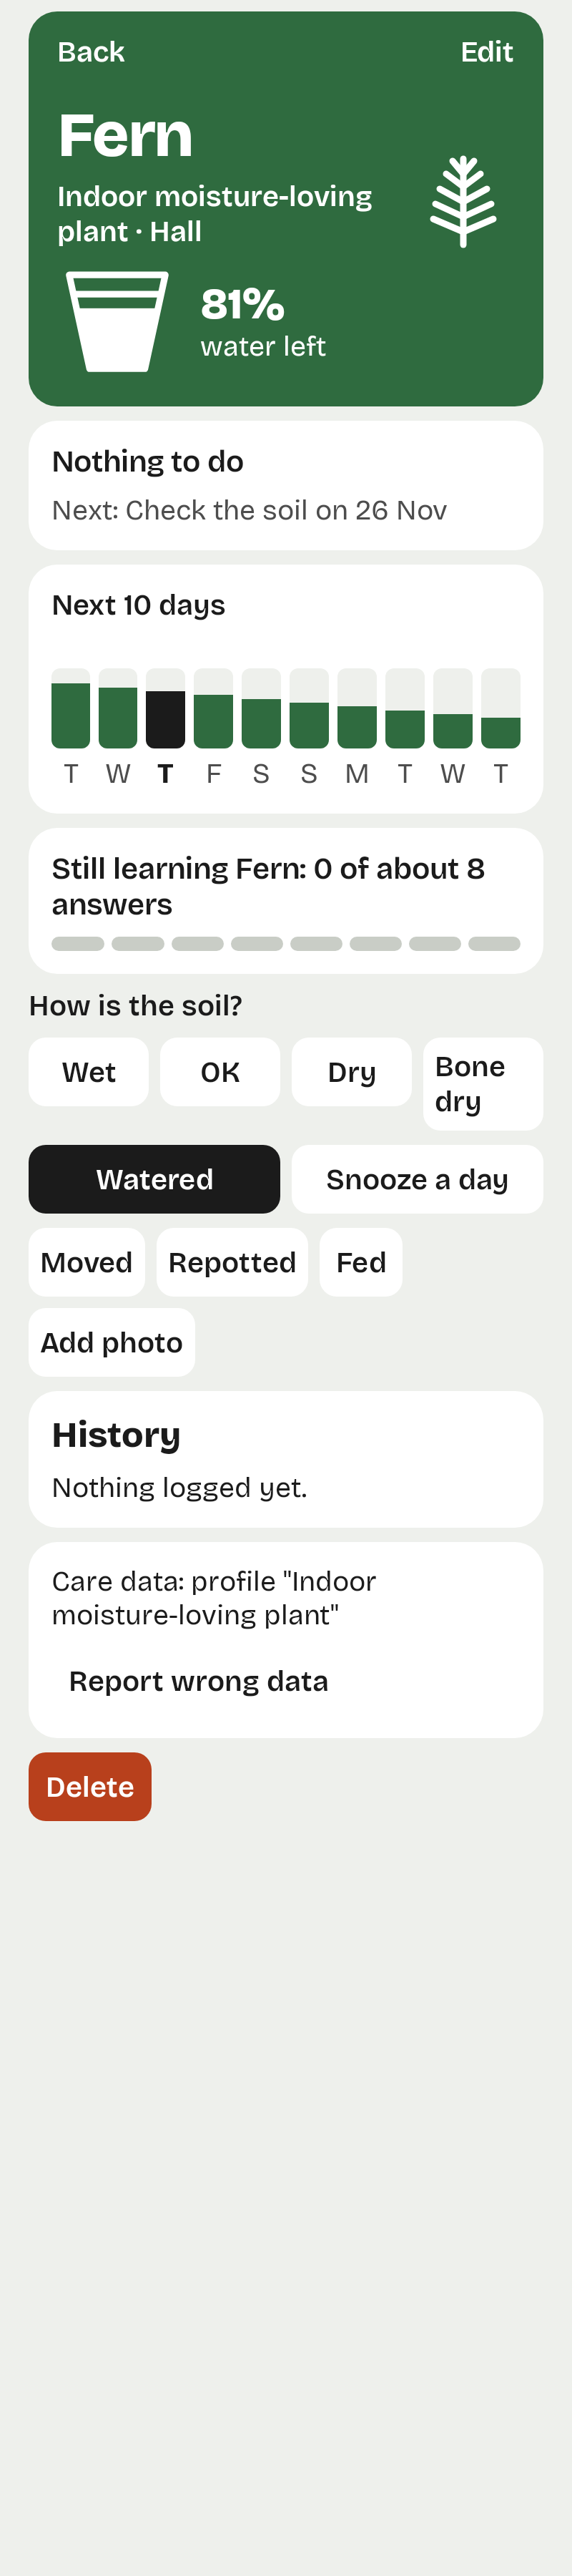 Back Edit
Fern
Indoor moisture-loving
plant · Hall
81%
water left
Nothing to do
Next: Check the soil on 26 Nov
Next 10 days
T W T F S S M T W T
Still learning Fern: 0 of about 8
answers
How is the soil?
Wet OK Dry Bone
dry
Watered Snooze a day
Moved Repotted Fed
Add photo
History
Nothing logged yet.
Care data: profile "Indoor
moisture-loving plant"
Report wrong data
Delete